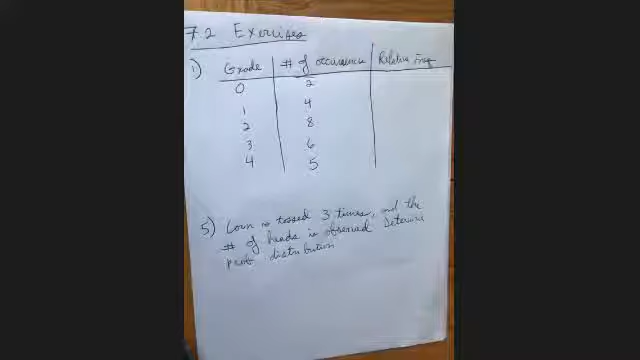 7.2 Exercises
1) Grade # of occurrences Relative Freq
0 2
1 4
2 8
3 6
4 5
5) Coin is tossed 3 times, and the
# of heads is observed Determine
prob distribution